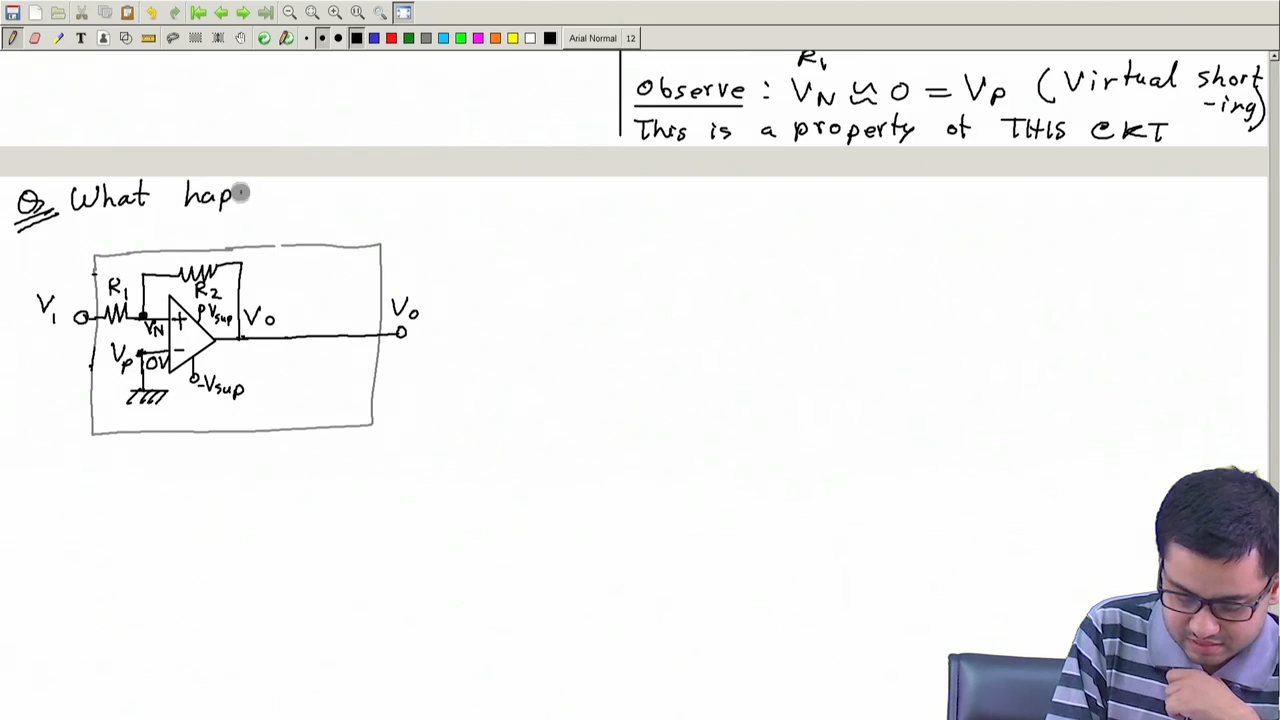 Arial Normal 12
R1
Observe : VN ≈ 0 = VP (Virtual short
-ing)
This is a property of THIS CKT
Q. What hap
R1
R2
V1
VN
+
Vsup
Vo
Vo
Vp
0V
-
-Vsup